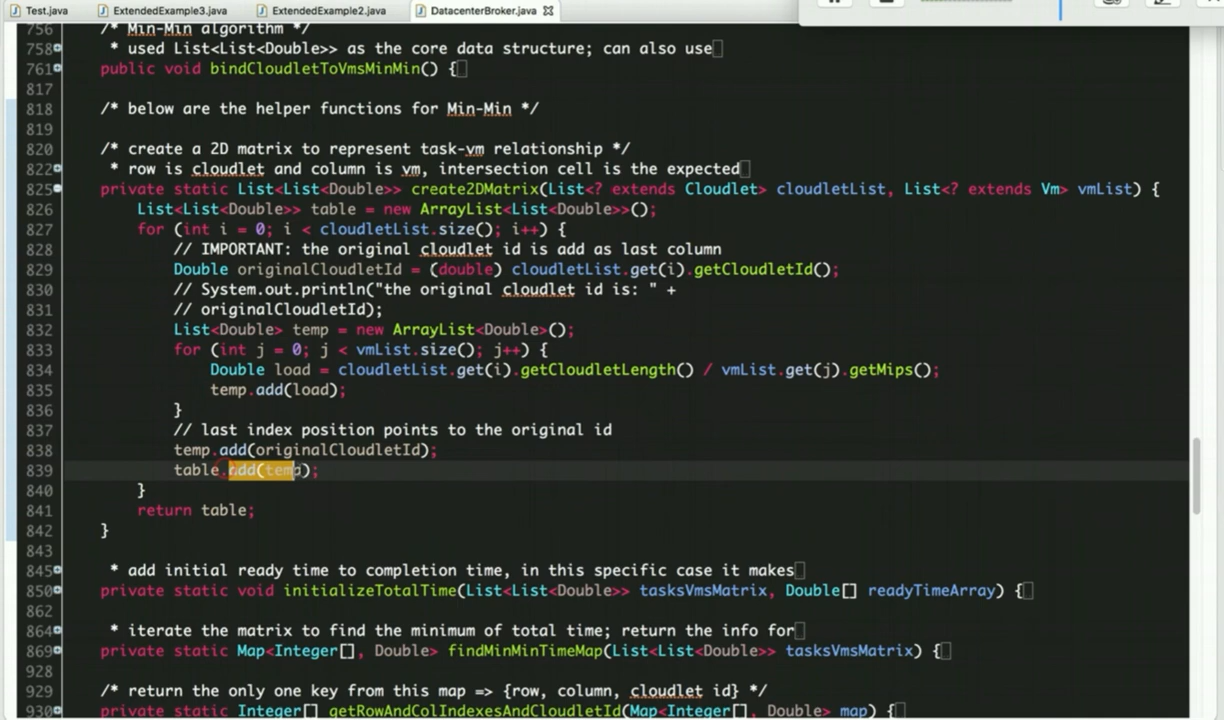 Test.java ExtendedExample3.java ExtendedExample2.java DatacenterBroker.java
756 /* Min-Min algorithm */
758 * used List<List<Double>> as the core data structure; can also use
761 public void bindCloudletToVmsMinMin() {
817
818 /* below are the helper functions for Min-Min */
819
820 /* create a 2D matrix to represent task-vm relationship */
822 * row is cloudlet and column is vm, intersection cell is the expected
825 private static List<List<Double>> create2DMatrix(List<? extends Cloudlet> cloudletList, List<? extends Vm> vmList) {
826 List<List<Double>> table = new ArrayList<List<Double>>();
827 for (int i = 0; i < cloudletList.size(); i++) {
828 // IMPORTANT: the original cloudlet id is add as last column
829 Double originalCloudletId = (double) cloudletList.get(i).getCloudletId();
830 // System.out.println("the original cloudlet id is: " +
831 // originalCloudletId);
832 List<Double> temp = new ArrayList<Double>();
833 for (int j = 0; j < vmList.size(); j++) {
834 Double load = cloudletList.get(i).getCloudletLength() / vmList.get(j).getMips();
835 temp.add(load);
836 }
837 // last index position points to the original id
838 temp.add(originalCloudletId);
839 table.add(temp);
840 }
841 return table;
842 }
843
845 * add initial ready time to completion time, in this specific case it makes
850 private static void initializeTotalTime(List<List<Double>> tasksVmsMatrix, Double[] readyTimeArray) {
862
864 * iterate the matrix to find the minimum of total time; return the info for
869 private static Map<Integer[], Double> findMinMinTimeMap(List<List<Double>> tasksVmsMatrix) {
928
929 /* return the only one key from this map => {row, column, cloudlet id} */
930 private static Integer[] getRowAndColIndexesAndCloudletId(Map<Integer[], Double> map) {